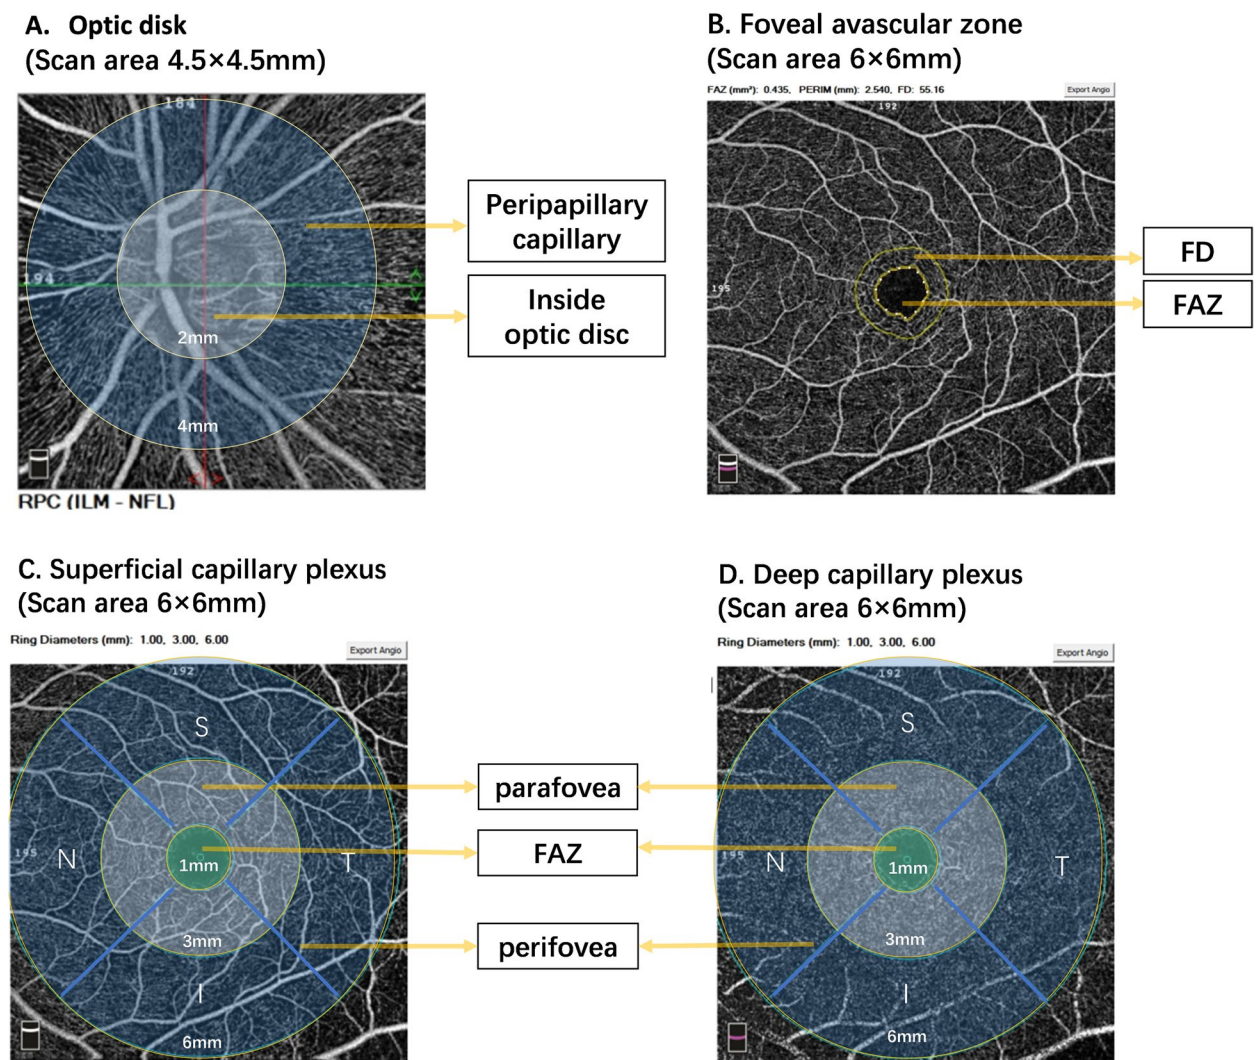 A. Optic disk
(Scan area 4.5×4.5mm)
184
194
2mm
4mm
RPC (ILM - NFL)
Peripapillary
capillary
Inside
optic disc
B. Foveal avascular zone
(Scan area 6×6mm)
FAZ (mm²): 0.435, PERIM (mm): 2.540, FD: 55.16
Export Angio
192
195
FD
FAZ
C. Superficial capillary plexus
(Scan area 6×6mm)
Ring Diameters (mm): 1.00, 3.00, 6.00
Export Angio
192
S
195
N
T
1mm
3mm
I
6mm
parafovea
FAZ
perifovea
D. Deep capillary plexus
(Scan area 6×6mm)
Ring Diameters (mm): 1.00, 3.00, 6.00
Export Angio
192
S
195
N
T
1mm
3mm
I
6mm